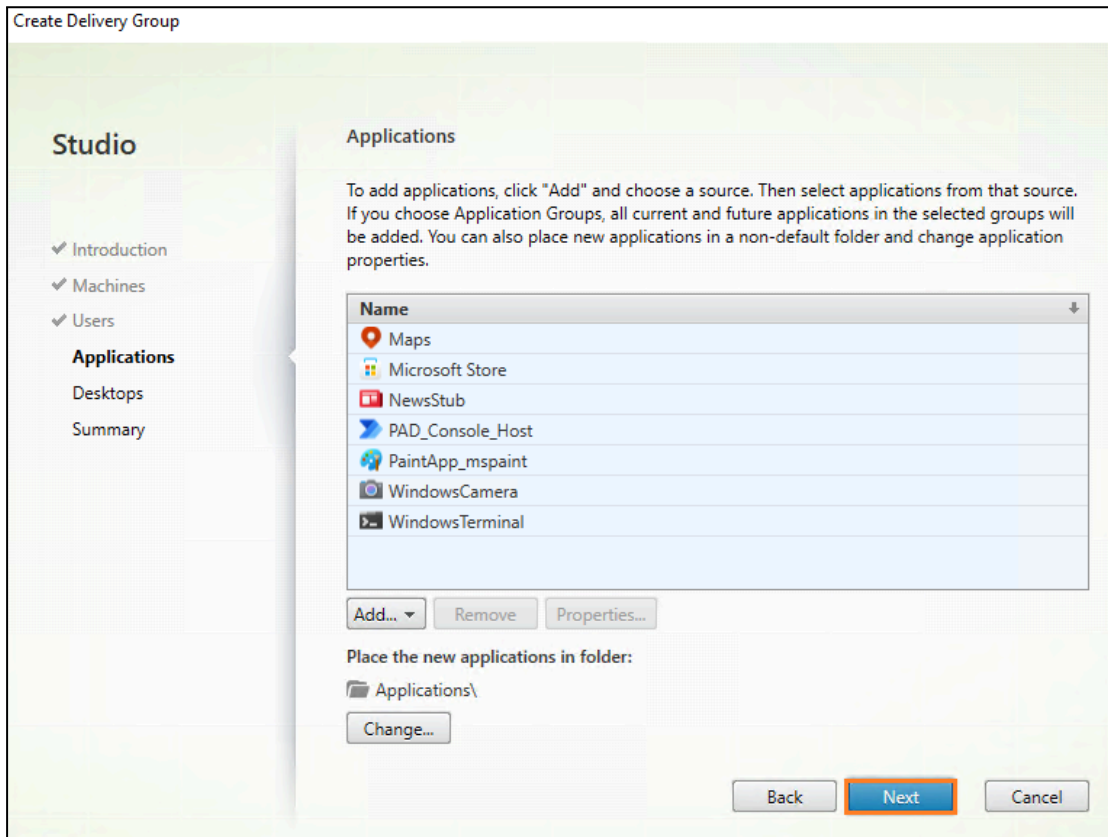 Create Delivery Group
Studio
Introduction
Machines
Users
Applications
Desktops
Summary
Applications
To add applications, click "Add" and choose a source. Then select applications from that source.
If you choose Application Groups, all current and future applications in the selected groups will
be added. You can also place new applications in a non-default folder and change application
properties.
Name
Maps
Microsoft Store
NewsStub
PAD_Console_Host
PaintApp_mspaint
WindowsCamera
WindowsTerminal
Add... Remove Properties...
Place the new applications in folder:
Applications\
Change...
Back Next Cancel